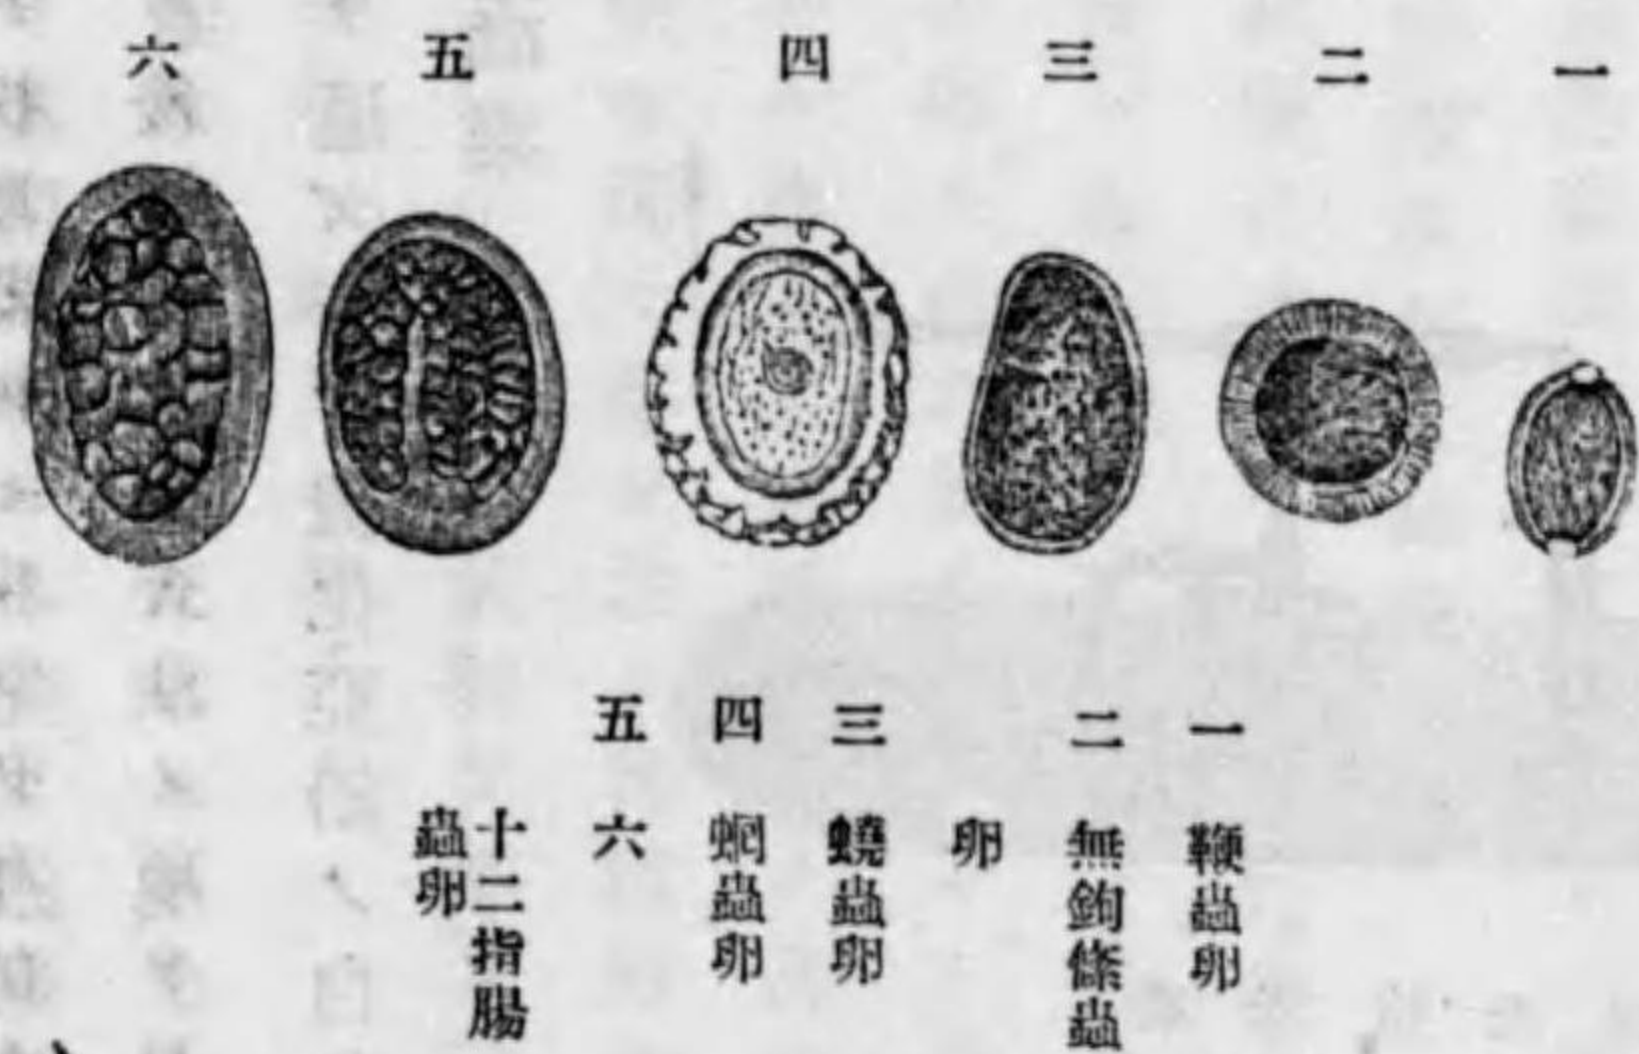 一
二
三
四
五
六
一 鞭蟲卵
二 無鉤絛蟲
卵
三 蟯蟲卵
四 蛔蟲卵
五 六
十二指腸
蟲卵